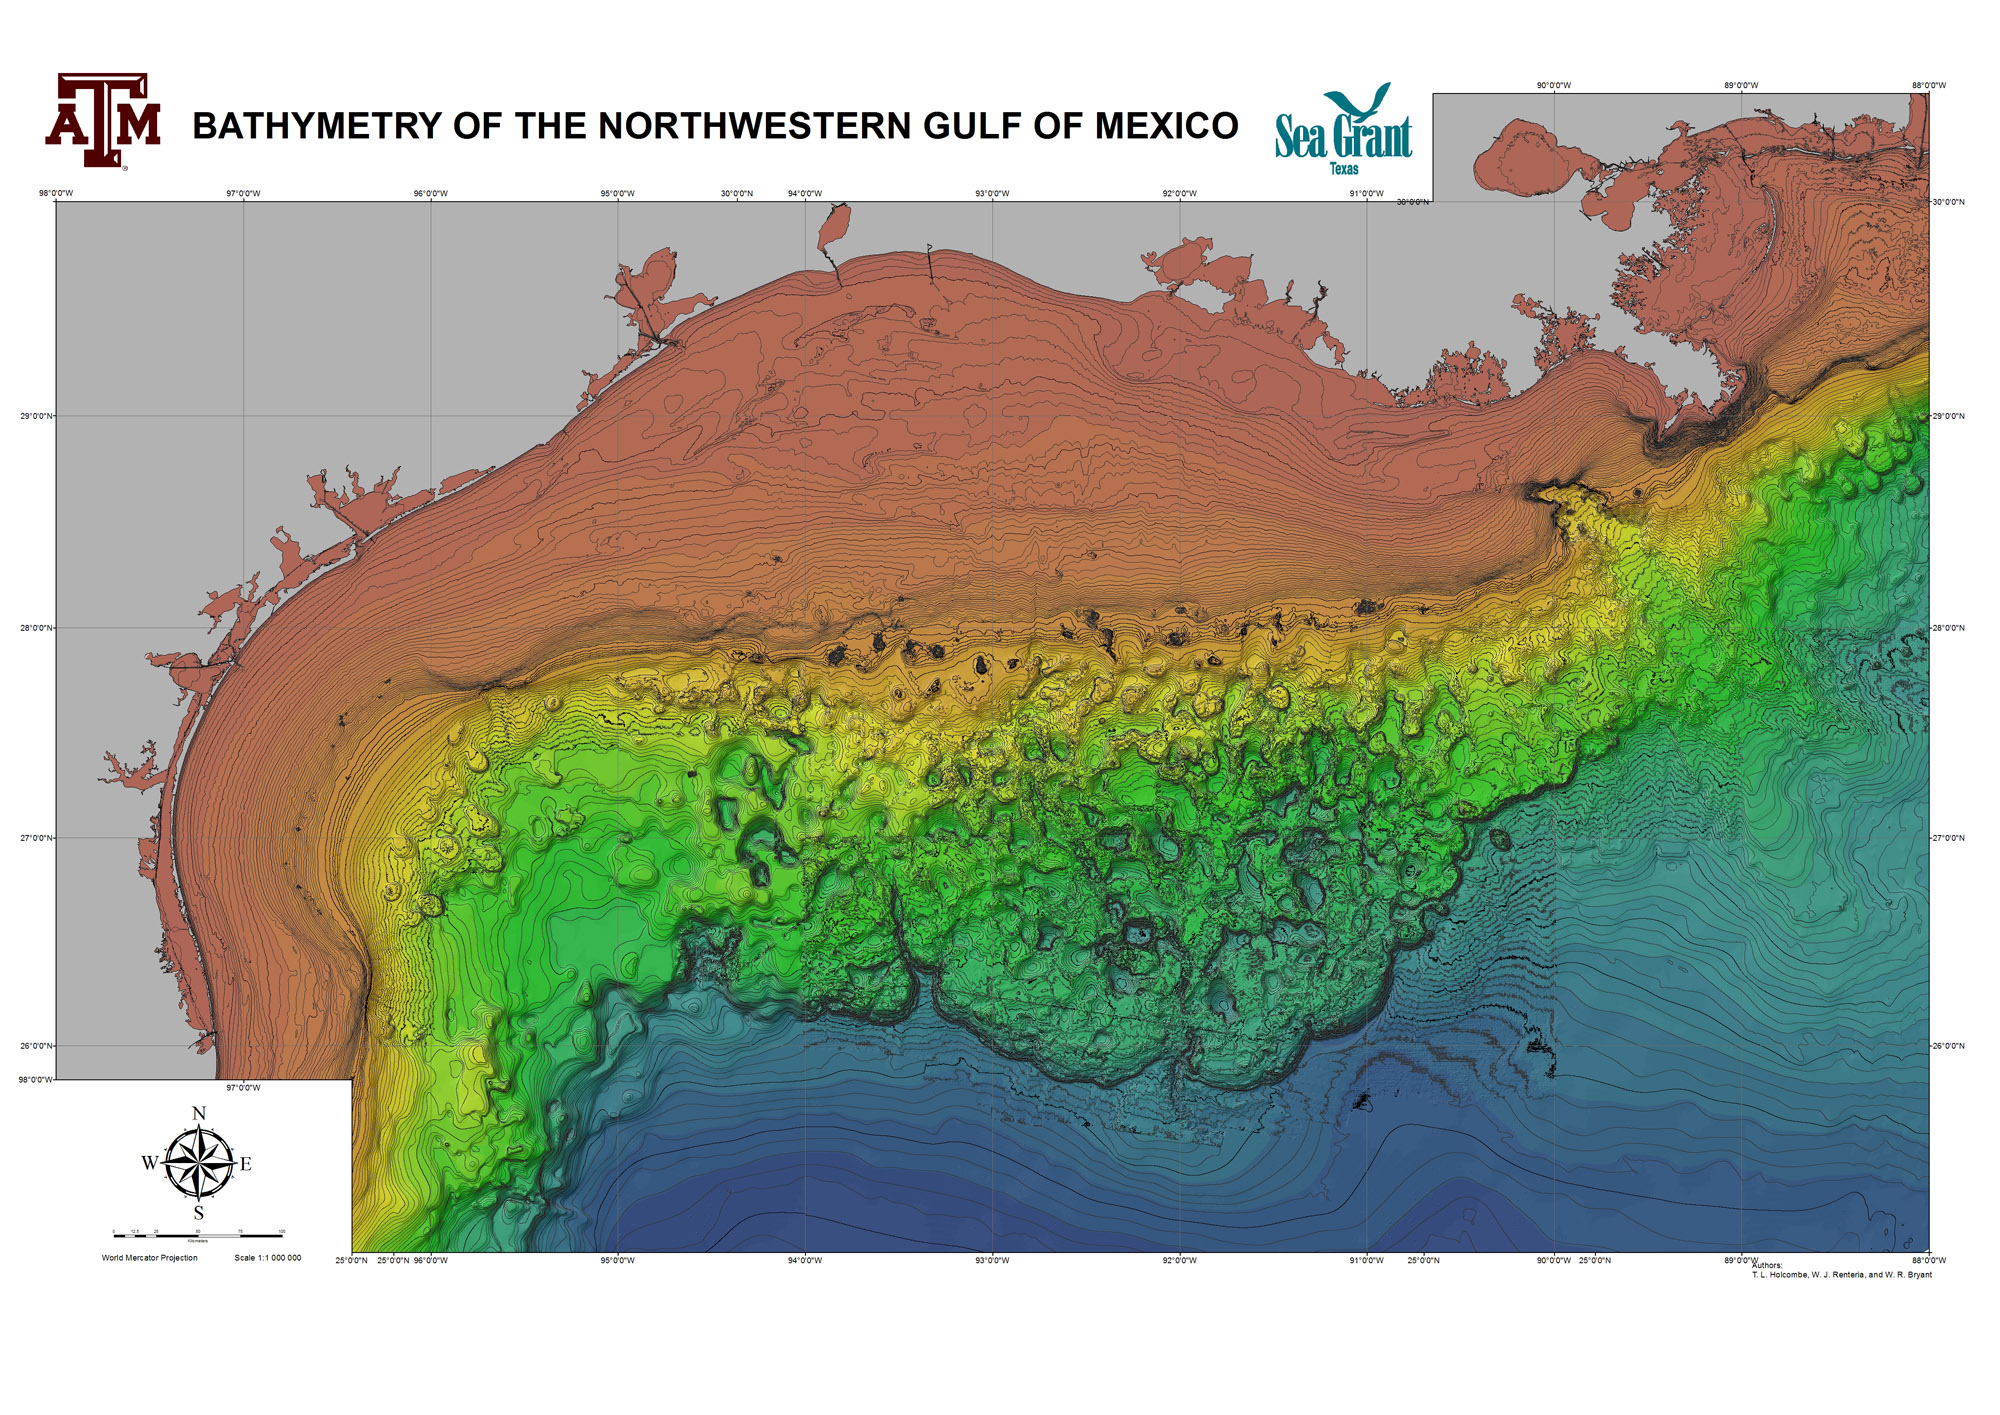 ATM
®
BATHYMETRY OF THE NORTHWESTERN GULF OF MEXICO
Sea Grant
Texas
90°0'0"W 89°0'0"W 88°0'0"W
98°0'0"W 97°0'0"W 96°0'0"W 95°0'0"W 30°0'0"N 94°0'0"W 93°0'0"W 92°0'0"W 91°0'0"W 30°0'0"N 30°0'0"N
29°0'0"N 29°0'0"N
28°0'0"N 28°0'0"N
27°0'0"N 27°0'0"N
26°0'0"N 26°0'0"N
98°0'0"W 97°0'0"W
N
W E
S
0 12.5 25 50 75 100
Kilometers
World Mercator Projection Scale 1:1 000 000
25°0'0"N 25°0'0"N 96°0'0"W 95°0'0"W 94°0'0"W 93°0'0"W 92°0'0"W 91°0'0"W 25°0'0"N 90°0'0"W 25°0'0"N 89°0'0"W 88°0'0"W
Authors:
T. L. Holcombe, W. J. Renteria, and W. R. Bryant